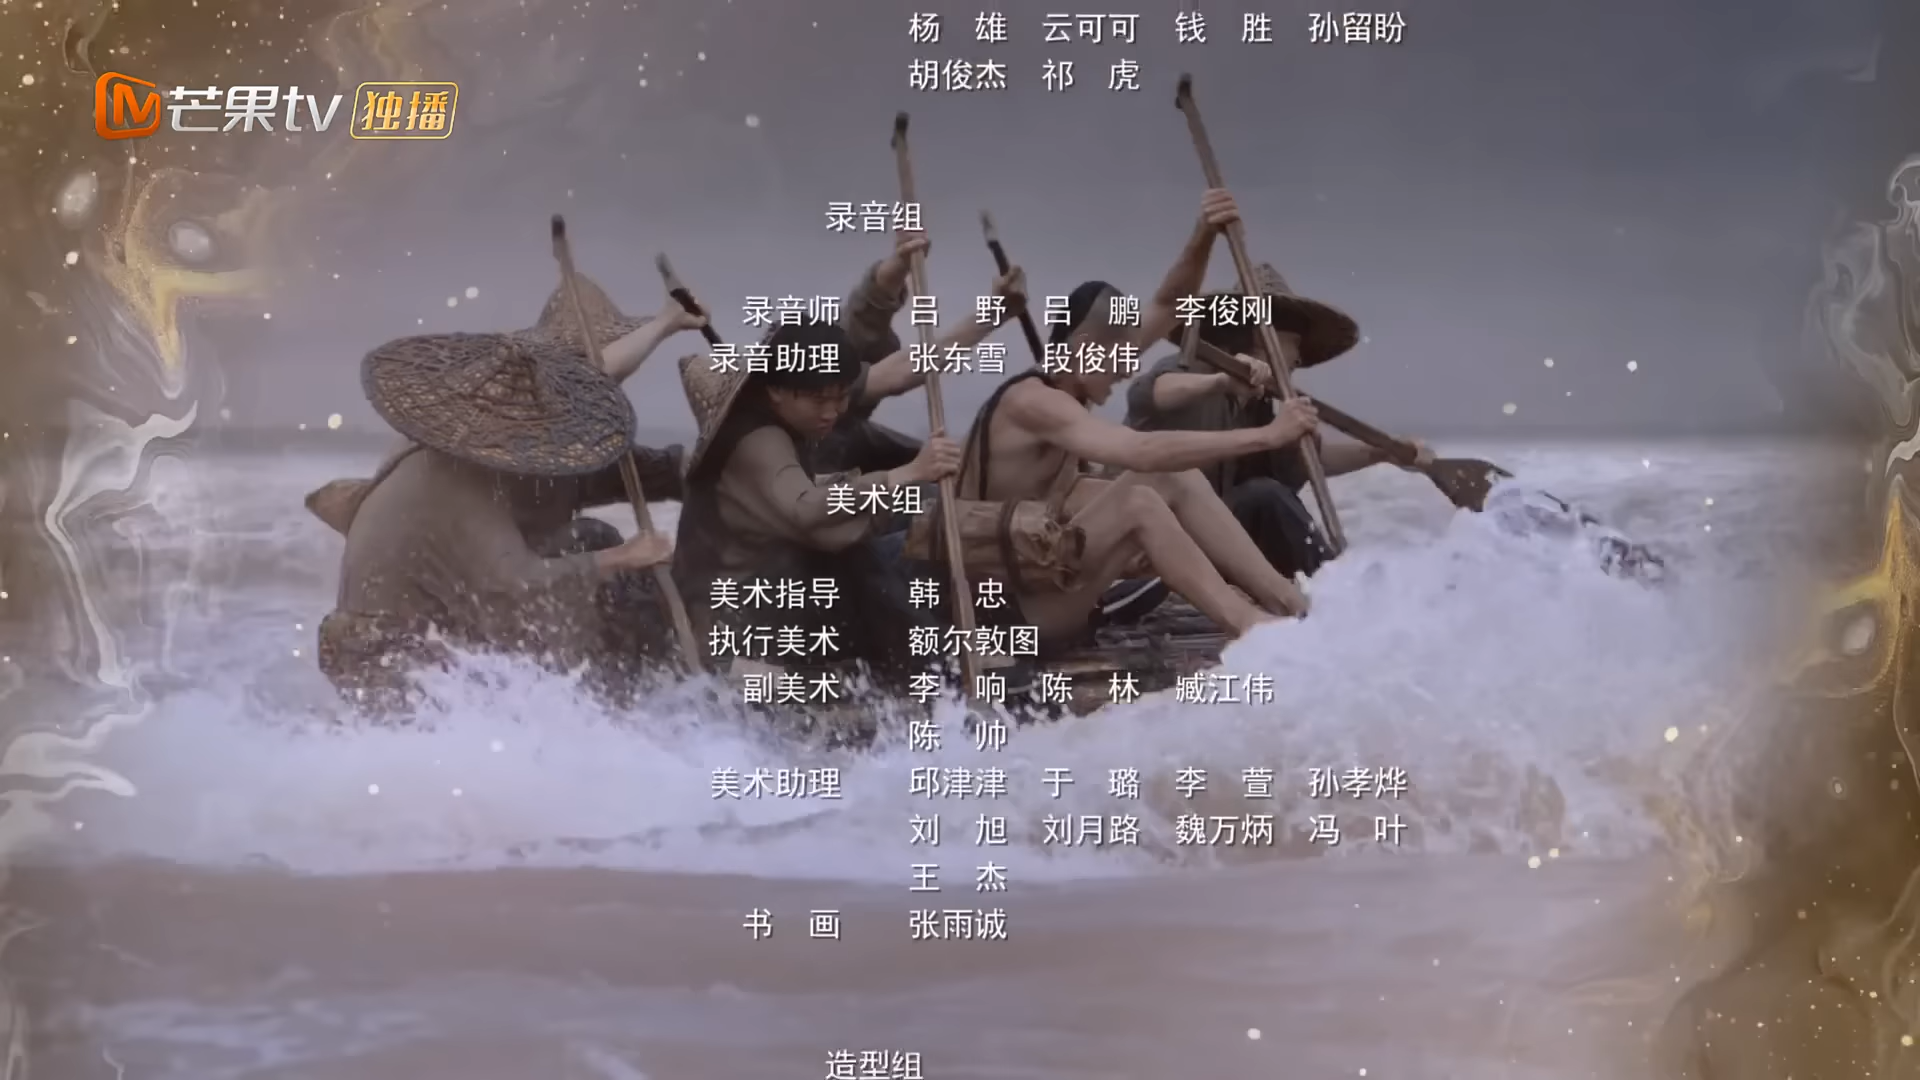 杨　雄　云可可　钱　胜　孙留盼
胡俊杰　祁　虎
芒果tv 独播
录音组
录音师　吕　野　吕　鹏　李俊刚
录音助理　张东雪　段俊伟
美术组
美术指导　韩　忠
执行美术　额尔敦图
副美术　李　响　陈　林　臧江伟
陈　帅
美术助理　邱津津　于　璐　李　萱　孙孝烨
刘　旭　刘月路　魏万炳　冯　叶
王　杰
书　画　张雨诚
造型组